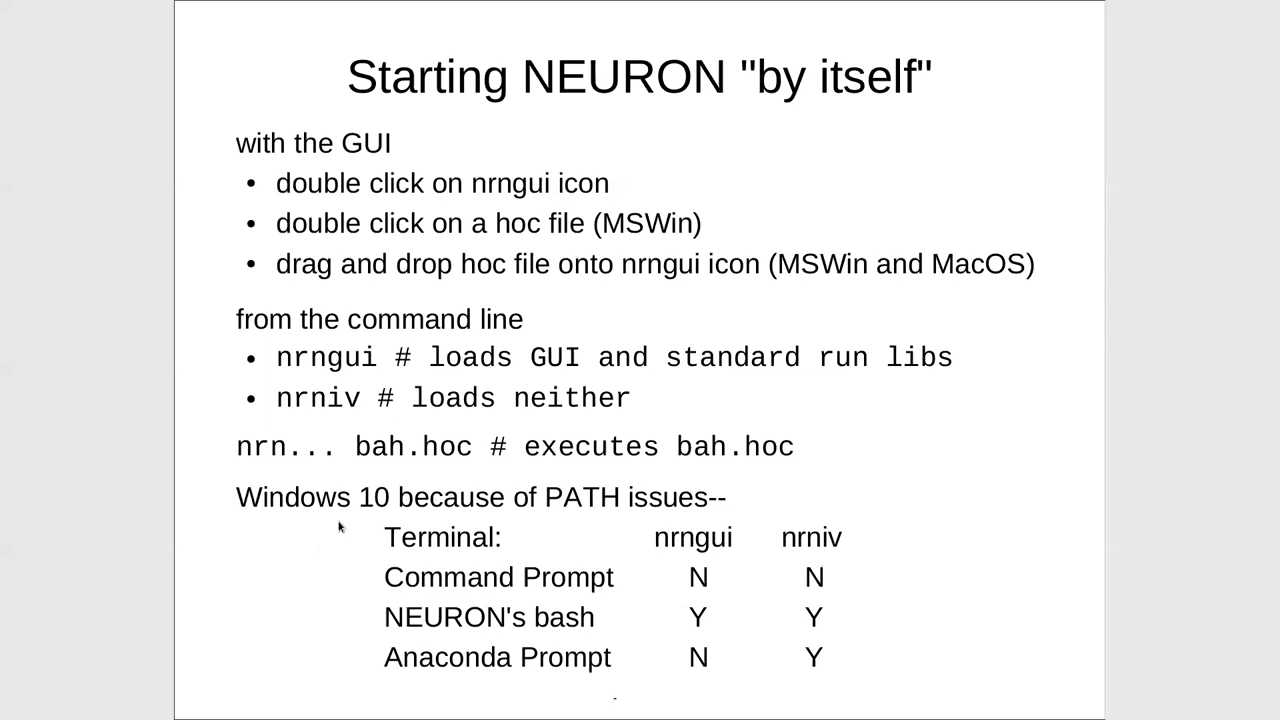 Starting NEURON "by itself"
with the GUI
• double click on nrngui icon
• double click on a hoc file (MSWin)
• drag and drop hoc file onto nrngui icon (MSWin and MacOS)
from the command line
• nrngui # loads GUI and standard run libs
• nrniv # loads neither
nrn... bah.hoc # executes bah.hoc
Windows 10 because of PATH issues--
Terminal: nrngui nrniv
Command Prompt N N
NEURON's bash Y Y
Anaconda Prompt N Y
-